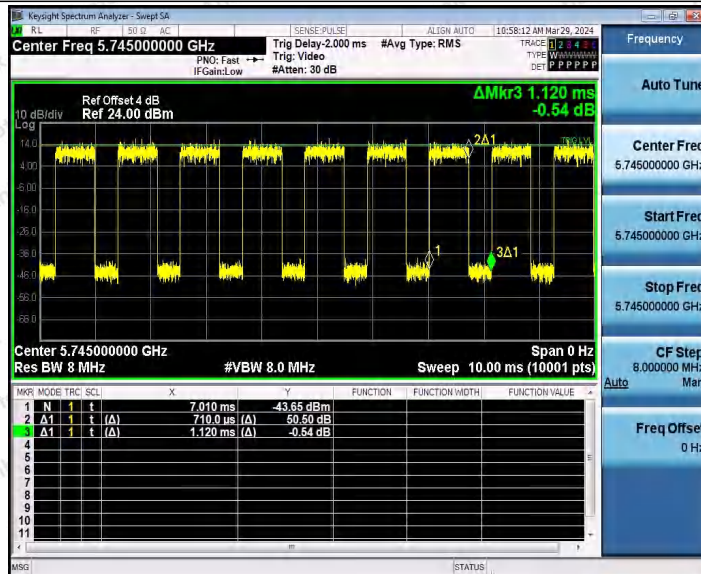 Keysight Spectrum Analyzer - Swept SA
RL RF 50 Ω AC SENSE:PULSE ALIGN AUTO 10:58:12 AM Mar 29, 2024
Center Freq 5.745000000 GHz
PNO: Fast
IFGain:Low
Trig Delay-2.000 ms
Trig: Video
#Atten: 30 dB
#Avg Type: RMS
TRACE 1 2 3 4 5 6
TYPE
DET P P P P P P
ΔMkr3 1.120 ms
-0.54 dB
Ref Offset 4 dB
10 dB/div Ref 24.00 dBm
Log
14.0
4.00
-6.00
-16.0
-26.0
-36.0
-46.0
-56.0
-66.0
TRIG LVL
2Δ1
1
3Δ1
Center 5.745000000 GHz Span 0 Hz
Res BW 8 MHz #VBW 8.0 MHz Sweep 10.00 ms (10001 pts)
MKR MODE TRC SCL X Y FUNCTION FUNCTION WIDTH FUNCTION VALUE
1 N 1 t 7.010 ms -43.65 dBm
2 Δ1 1 t (Δ) 710.0 µs (Δ) 50.50 dB
3 Δ1 1 t (Δ) 1.120 ms (Δ) -0.54 dB
4
5
6
7
8
9
10
11
MSG STATUS
Frequency
Auto Tune
Center Freq
5.745000000 GHz
Start Freq
5.745000000 GHz
Stop Freq
5.745000000 GHz
CF Step
8.000000 MHz
Auto Man
Freq Offset
0 Hz